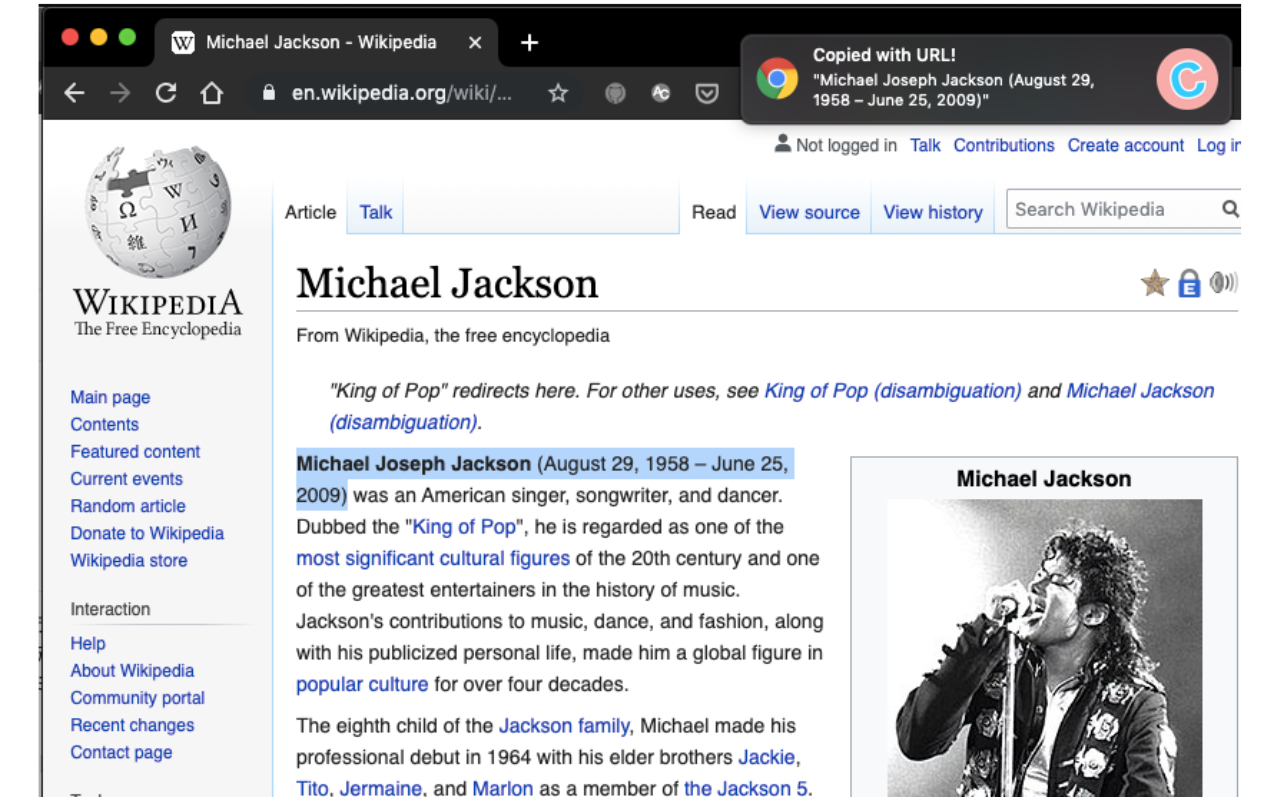 Michael Jackson - Wikipedia
Copied with URL!
"Michael Joseph Jackson (August 29,
1958 – June 25, 2009)"
en.wikipedia.org/wiki/...
Not logged in Talk Contributions Create account Log in
Article Talk Read View source View history Search Wikipedia
WIKIPEDIA
The Free Encyclopedia
Main page
Contents
Featured content
Current events
Random article
Donate to Wikipedia
Wikipedia store
Interaction
Help
About Wikipedia
Community portal
Recent changes
Contact page
Michael Jackson
From Wikipedia, the free encyclopedia
"King of Pop" redirects here. For other uses, see King of Pop (disambiguation) and Michael Jackson
(disambiguation).
Michael Joseph Jackson (August 29, 1958 – June 25,
2009) was an American singer, songwriter, and dancer.
Dubbed the "King of Pop", he is regarded as one of the
most significant cultural figures of the 20th century and one
of the greatest entertainers in the history of music.
Jackson's contributions to music, dance, and fashion, along
with his publicized personal life, made him a global figure in
popular culture for over four decades.
The eighth child of the Jackson family, Michael made his
professional debut in 1964 with his elder brothers Jackie,
Tito, Jermaine, and Marlon as a member of the Jackson 5.
Michael Jackson